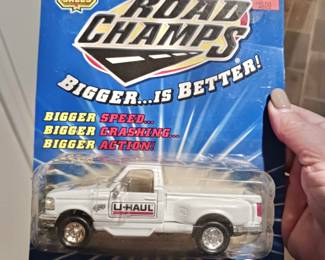 ROAD
CHAMPS
BIGGER...IS BETTER!
BIGGER SPEED...
BIGGER CRASHING...
BIGGER ACTION!
U-HAUL